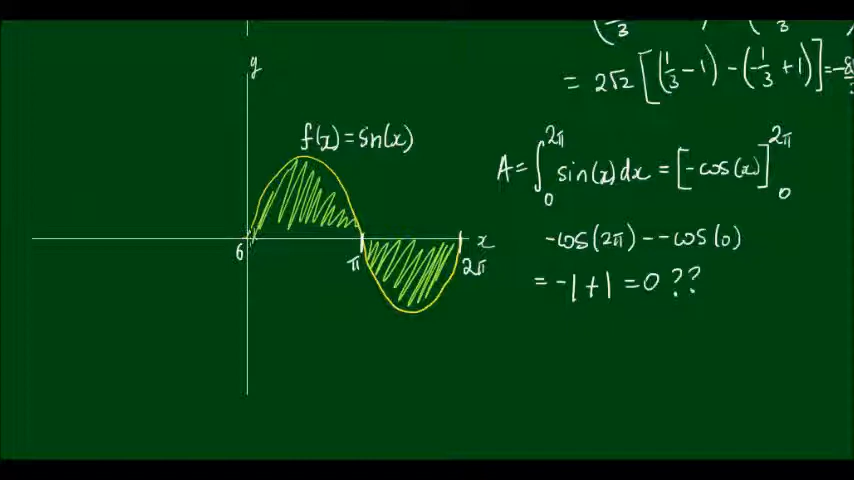 = 2√2 [(1/3 - 1) - (-1/3 + 1)] = -8
y
f(x) = sin(x)
A = ∫₀^2π sin(x) dx = [-cos(x)]₀^2π
-cos(2π) - -cos(0)
= -1 + 1 = 0 ??
x
π
2π